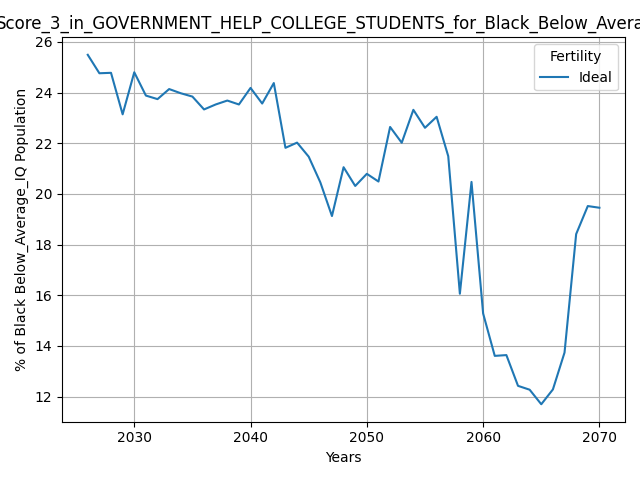 Score_3_in_GOVERNMENT_HELP_COLLEGE_STUDENTS_for_Black_Below_Avera
Fertility
Ideal
% of Black Below_Average_IQ Population
26
24
22
20
18
16
14
12
2030 2040 2050 2060 2070
Years